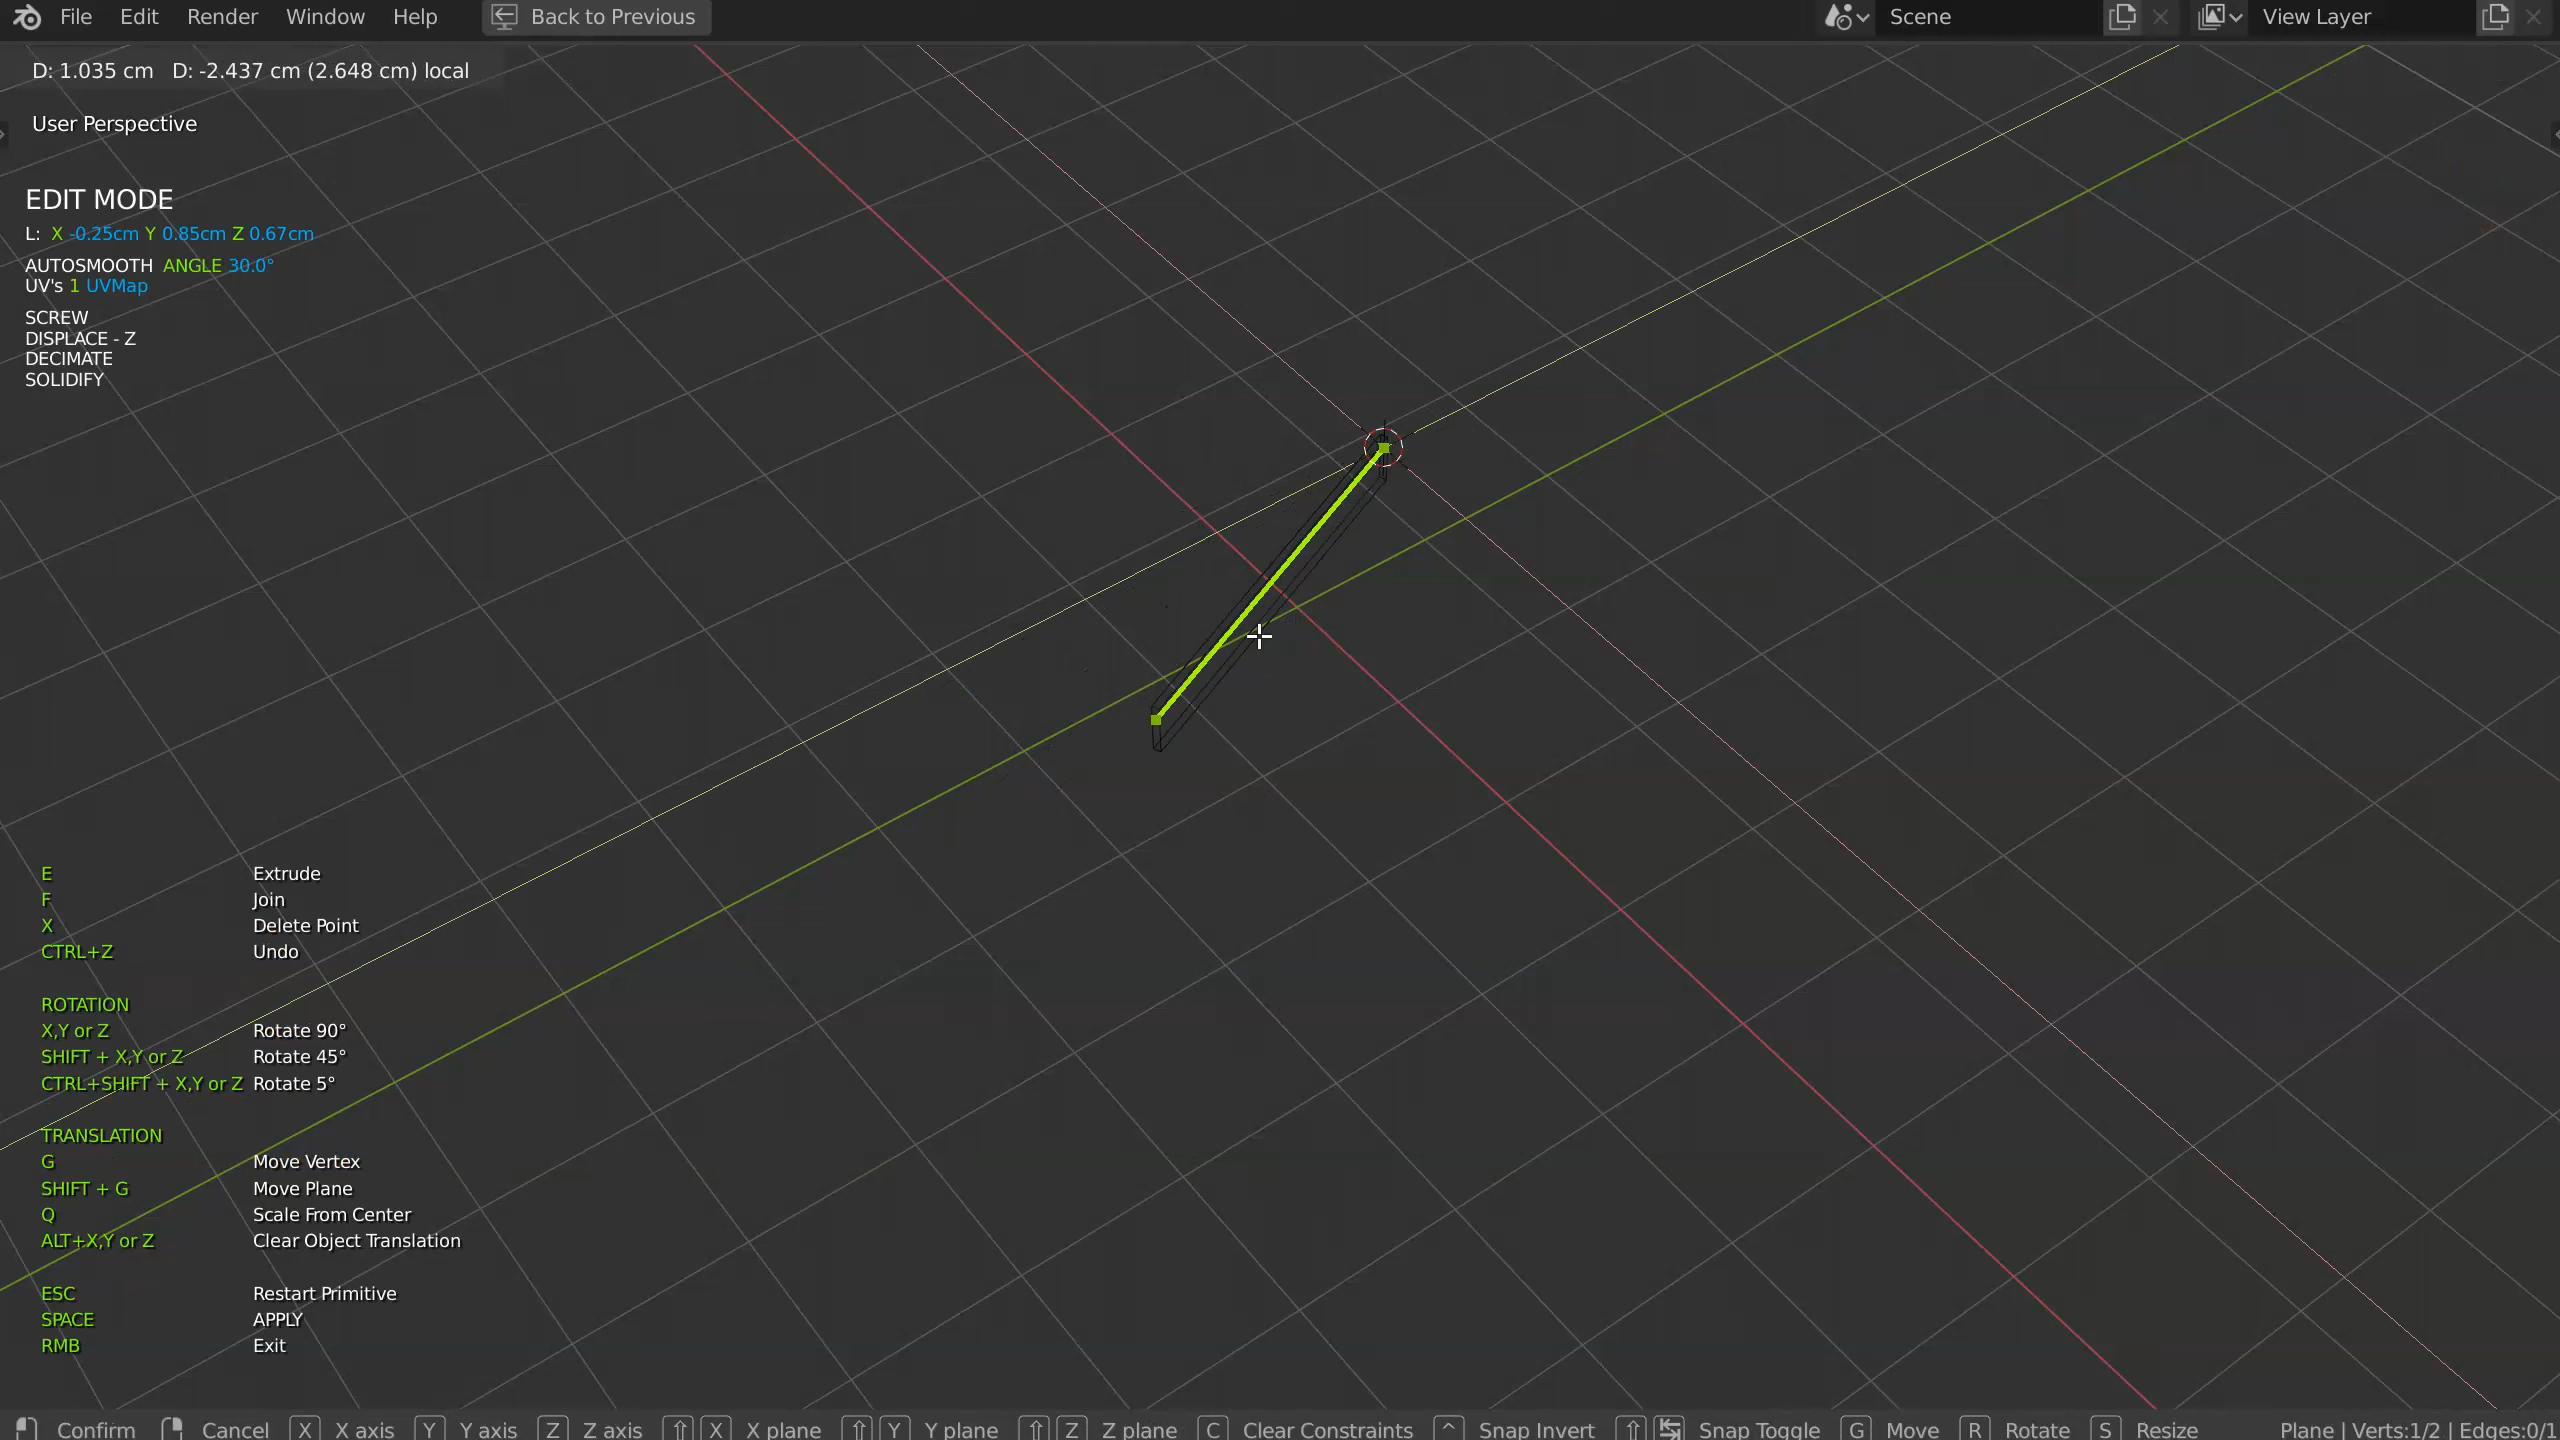 File Edit Render Window Help Back to Previous Scene View Layer
D: 1.035 cm D: -2.437 cm (2.648 cm) local
User Perspective
EDIT MODE
L: X -0.25cm Y 0.85cm Z 0.67cm
AUTOSMOOTH ANGLE 30.0°
UV's 1 UVMap
SCREW
DISPLACE - Z
DECIMATE
SOLIDIFY
E Extrude
F Join
X Delete Point
CTRL+Z Undo
ROTATION
X,Y or Z Rotate 90°
SHIFT + X,Y or Z Rotate 45°
CTRL+SHIFT + X,Y or Z Rotate 5°
TRANSLATION
G Move Vertex
SHIFT + G Move Plane
Q Scale From Center
ALT+X,Y or Z Clear Object Translation
ESC Restart Primitive
SPACE APPLY
RMB Exit
Confirm Cancel X X axis Y Y axis Z Z axis X X plane Y Y plane Z Z plane C Clear Constraints ^ Snap Invert Snap Toggle G Move R Rotate S Resize Plane | Verts:1/2 | Edges:0/1